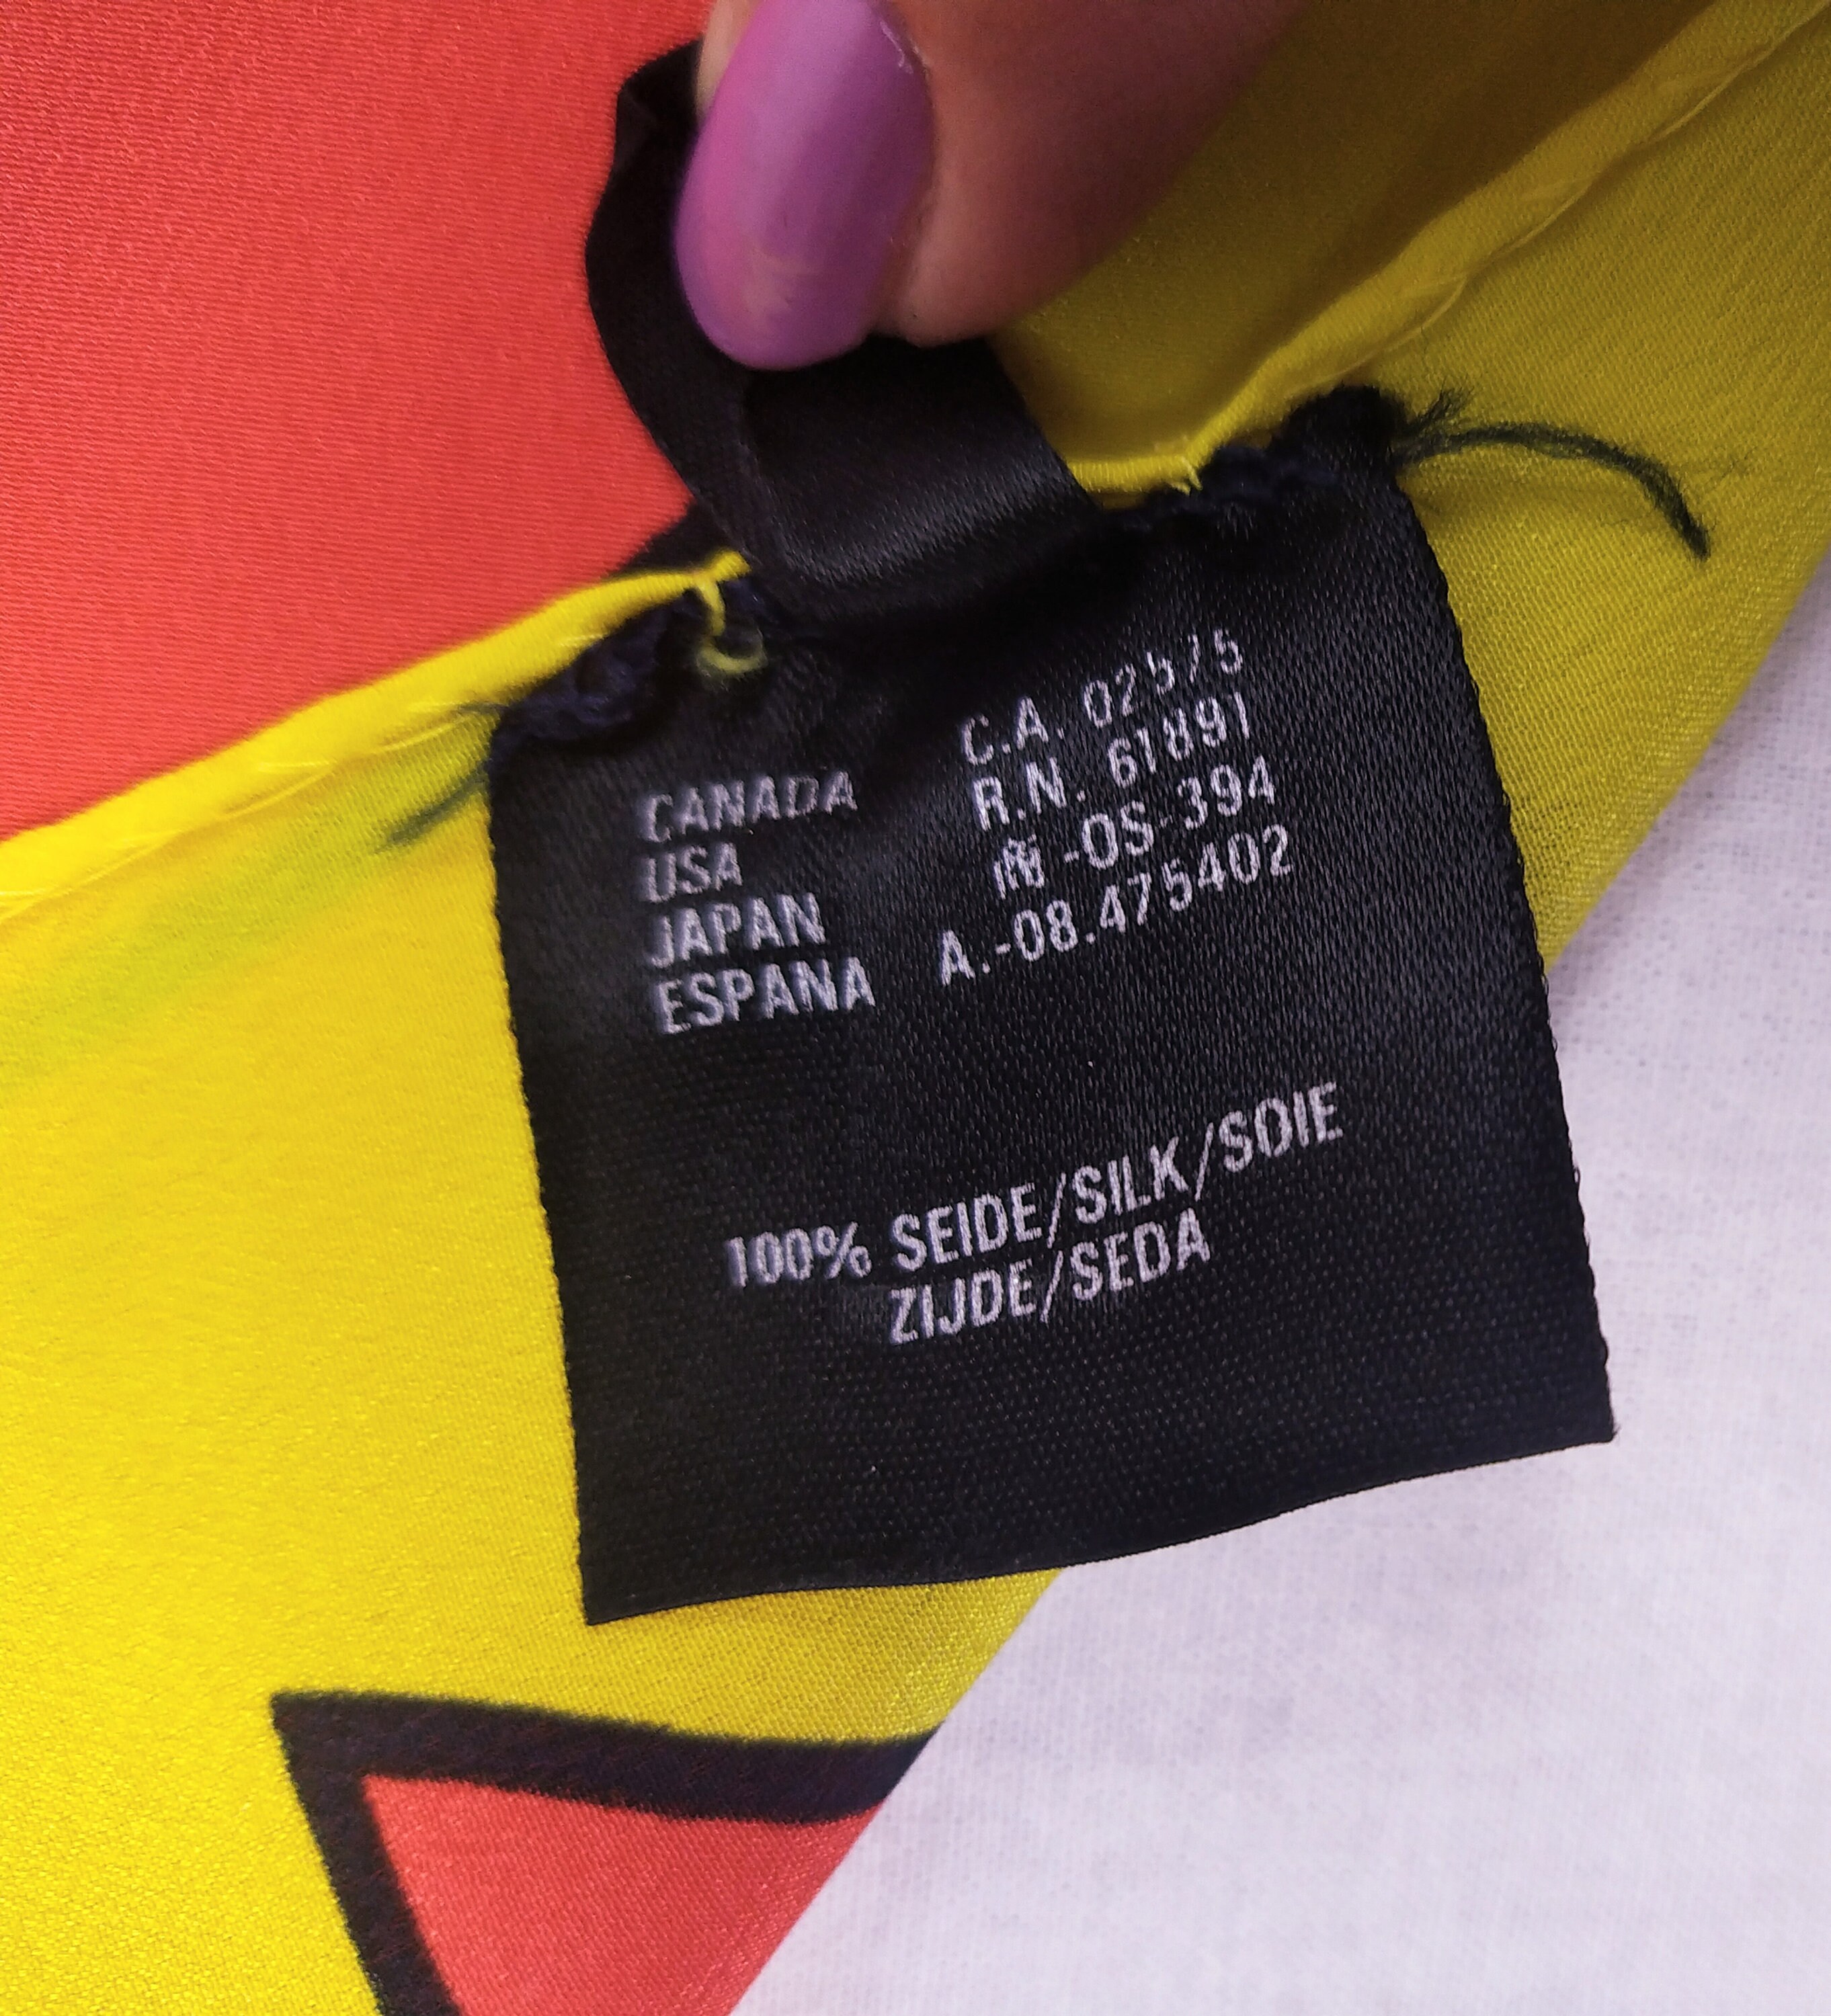 CANADA C.A. 02575
USA R.N. 61891
JAPAN -OS-394
ESPANA A.-08.475402
100% SEIDE/SILK/SOIE
ZIJDE/SEDA